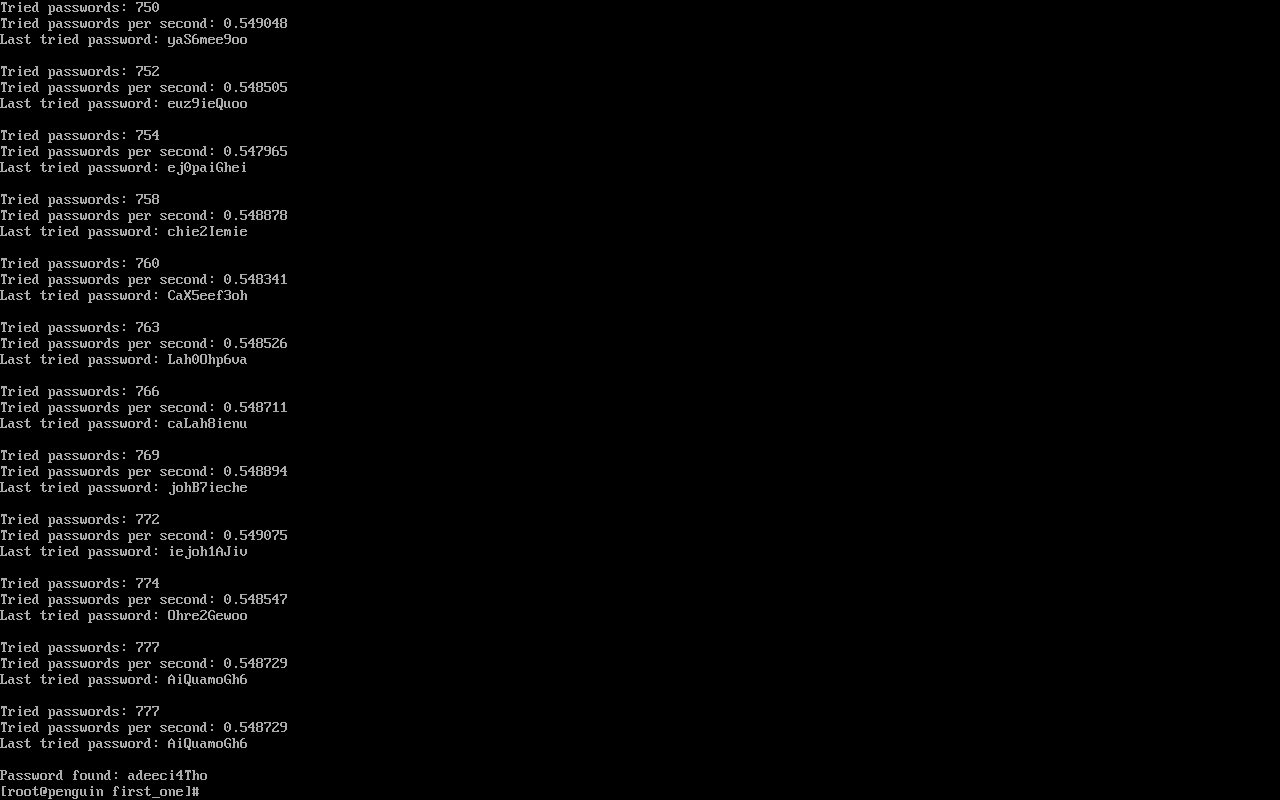 Tried passwords: 750
Tried passwords per second: 0.549048
Last tried password: yaS6mee9oo
Tried passwords: 752
Tried passwords per second: 0.548505
Last tried password: euz9ieQuoo
Tried passwords: 754
Tried passwords per second: 0.547965
Last tried password: ej0paiGhei
Tried passwords: 758
Tried passwords per second: 0.548878
Last tried password: chie2Iemie
Tried passwords: 760
Tried passwords per second: 0.548341
Last tried password: CaX5eef3oh
Tried passwords: 763
Tried passwords per second: 0.548526
Last tried password: Lah0Ohp6va
Tried passwords: 766
Tried passwords per second: 0.548711
Last tried password: caLah8ienu
Tried passwords: 769
Tried passwords per second: 0.548894
Last tried password: johB7ieche
Tried passwords: 772
Tried passwords per second: 0.549075
Last tried password: iejoh1AJiv
Tried passwords: 774
Tried passwords per second: 0.548547
Last tried password: Ohre2Gewoo
Tried passwords: 777
Tried passwords per second: 0.548729
Last tried password: AiQuamoGh6
Tried passwords: 777
Tried passwords per second: 0.548729
Last tried password: AiQuamoGh6
Password found: adeeci4Tho
[root@penguin first_one]#